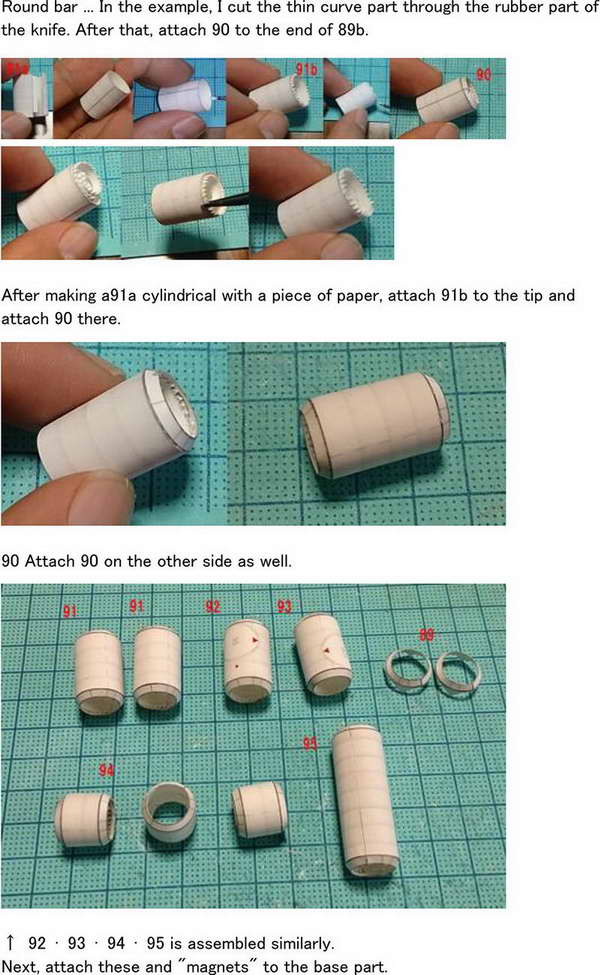 Round bar ... In the example, I cut the thin curve part through the rubber part of
the knife. After that, attach 90 to the end of 89b.
91a
91b
90
After making a91a cylindrical with a piece of paper, attach 91b to the tip and
attach 90 there.
90 Attach 90 on the other side as well.
91
91
92
93
89
94
95
↑ 92 · 93 · 94 · 95 is assembled similarly.
Next, attach these and "magnets" to the base part.